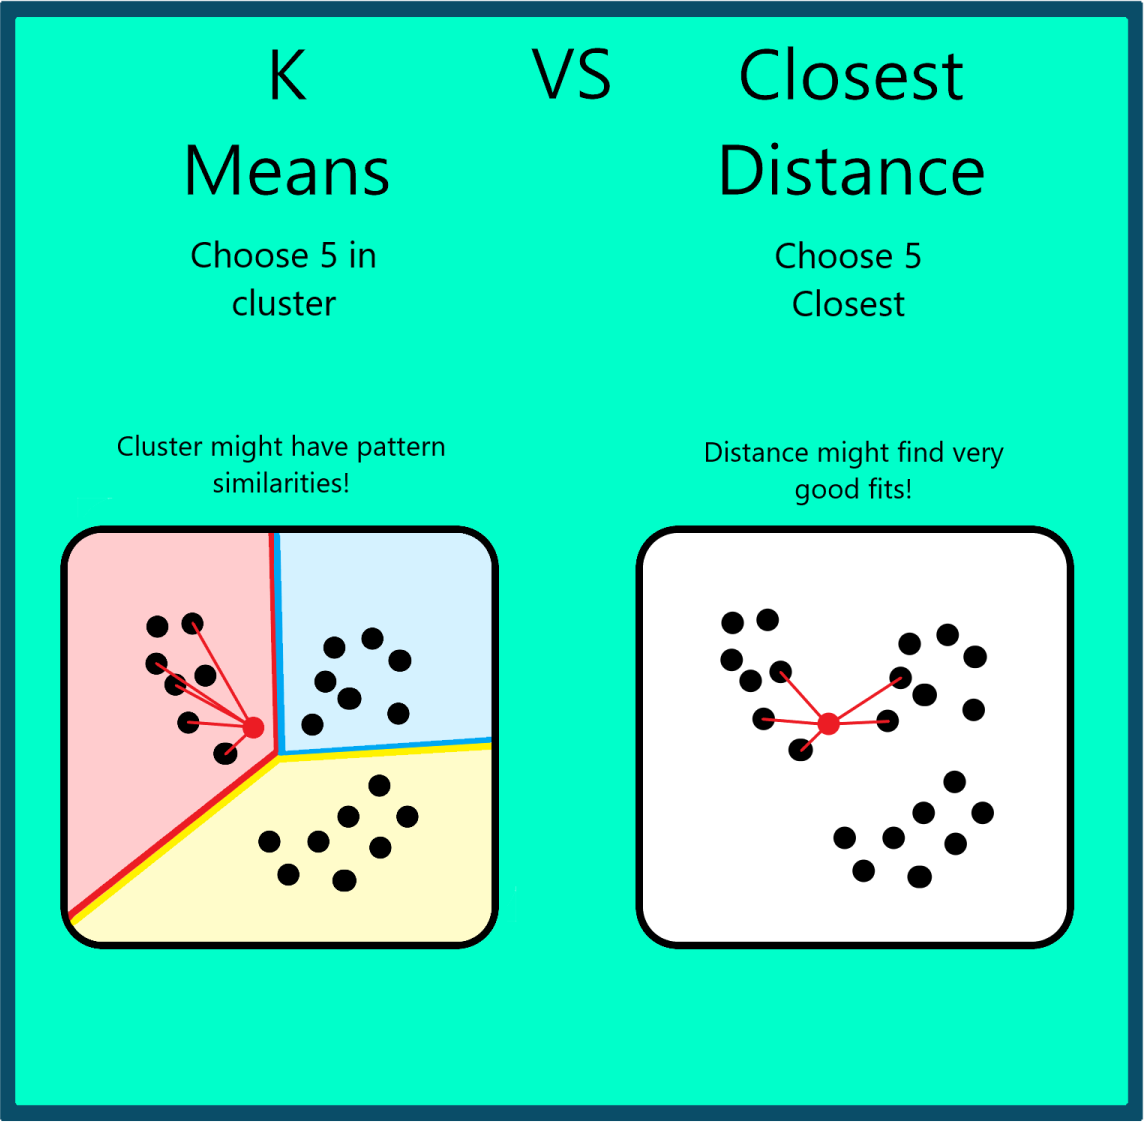 K VS Closest
Means Distance
Choose 5 in
cluster
Choose 5
Closest
Cluster might have pattern
similarities!
Distance might find very
good fits!